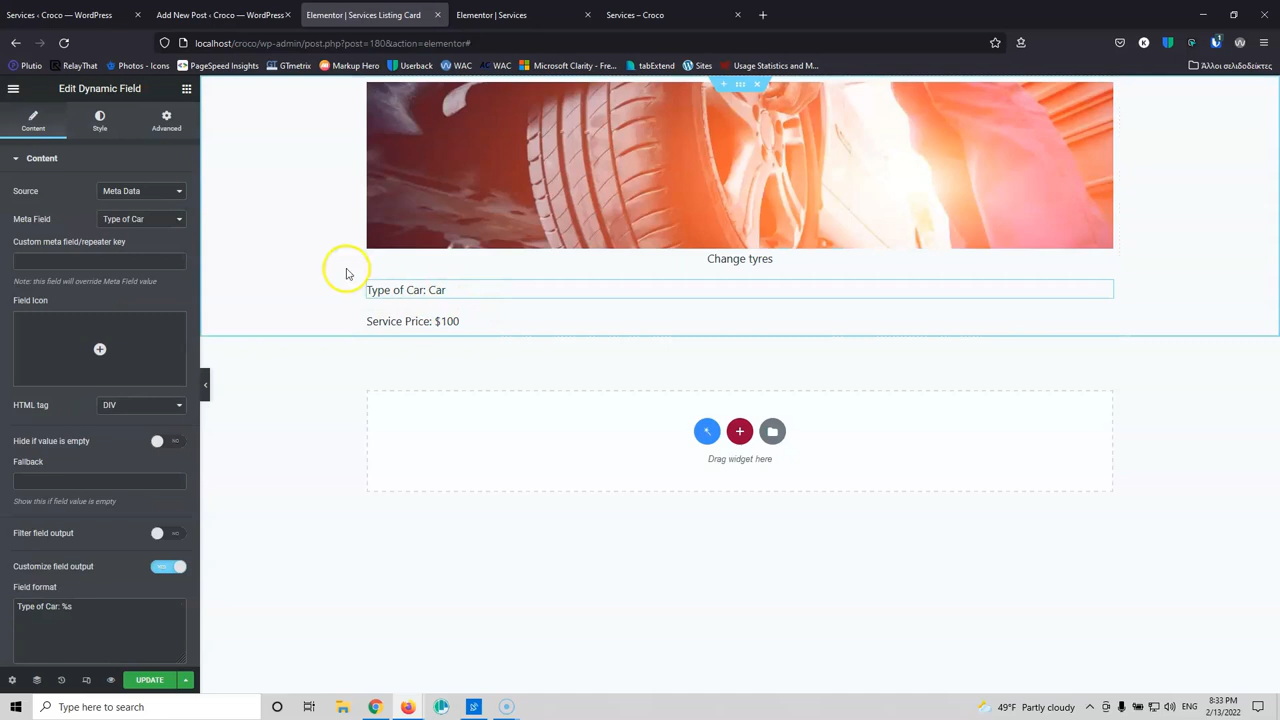 Services ‹ Croco — WordPress
Add New Post ‹ Croco — WordPress
Elementor | Services Listing Card
Elementor | Services
Services – Croco
localhost/croco/wp-admin/post.php?post=180&action=elementor#
Plutio
RelayThat
Photos - Icons
PageSpeed Insights
GTmetrix
Markup Hero
Userback
WAC
Microsoft Clarity - Fre...
tabExtend
Sites
Usage Statistics and M...
Άλλοι σελιδοδείκτες
Edit Dynamic Field
Content
Style
Advanced
Content
Source
Meta Data
Meta Field
Type of Car
Custom meta field/repeater key
Note: this field will override Meta Field value
Field Icon
HTML tag
DIV
Hide if value is empty
NO
Fallback
Show this if field value is empty
Filter field output
NO
Customize field output
YES
Field format
Type of Car: %s
UPDATE
Change tyres
Type of Car: Car
Service Price: $100
Drag widget here
Type here to search
49°F Partly cloudy
ENG
8:33 PM
2/13/2022